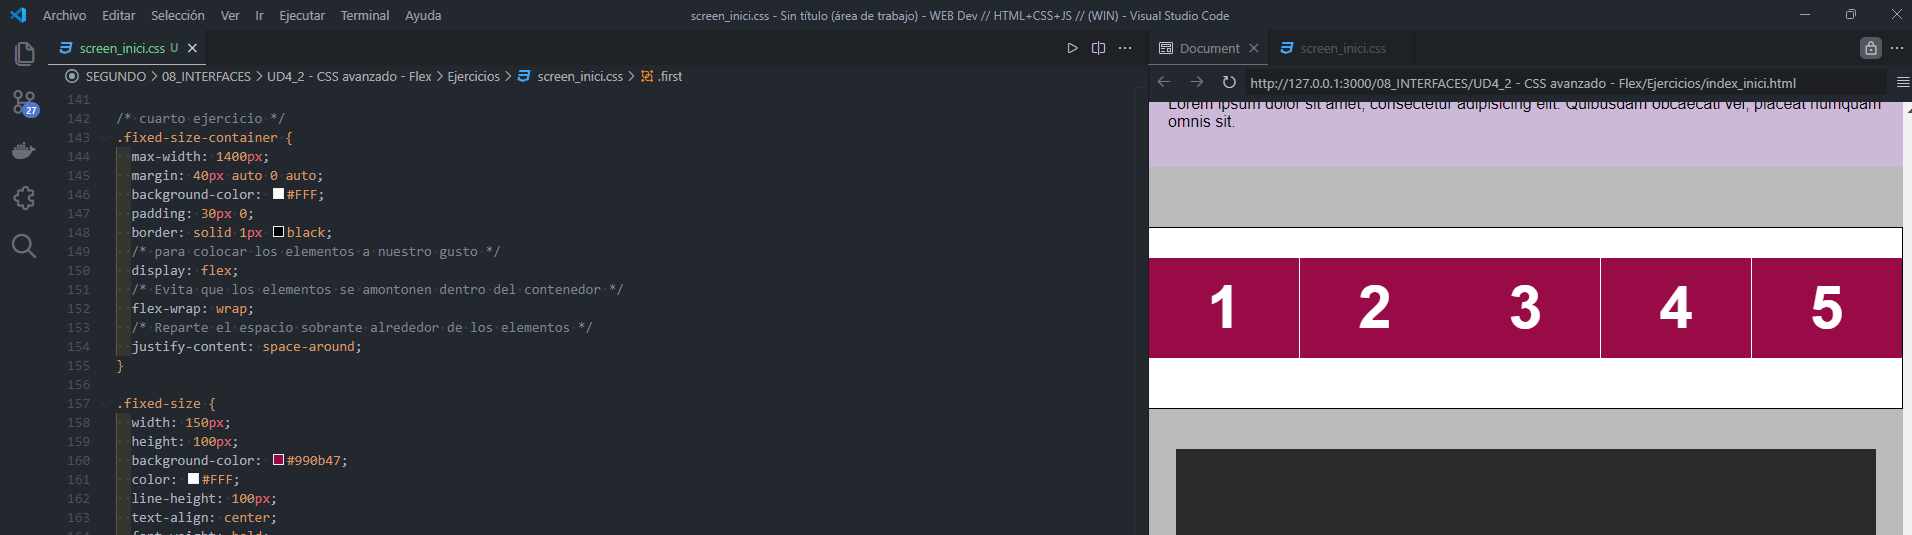 Archivo Editar Selección Ver Ir Ejecutar Terminal Ayuda
screen_inici.css - Sin título (área de trabajo) - WEB Dev // HTML+CSS+JS // (WIN) - Visual Studio Code
screen_inici.css U
SEGUNDO > 08_INTERFACES > UD4_2 - CSS avanzado - Flex > Ejercicios > screen_inici.css > .first
27
141
142 /* cuarto ejercicio */
143 .fixed-size-container {
144 max-width: 1400px;
145 margin: 40px auto 0 auto;
146 background-color: #FFF;
147 padding: 30px 0;
148 border: solid 1px black;
149 /* para colocar los elementos a nuestro gusto */
150 display: flex;
151 /* Evita que los elementos se amontonen dentro del contenedor */
152 flex-wrap: wrap;
153 /* Reparte el espacio sobrante alrededor de los elementos */
154 justify-content: space-around;
155 }
156
157 .fixed-size {
158 width: 150px;
159 height: 100px;
160 background-color: #990b47;
161 color: #FFF;
162 line-height: 100px;
163 text-align: center;
164 font-weight: bold;
Document screen_inici.css
http://127.0.0.1:3000/08_INTERFACES/UD4_2 - CSS avanzado - Flex/Ejercicios/index_inici.html
Lorem ipsum dolor sit amet, consectetur adipisicing elit. Quibusdam obcaecati vel, placeat numquam
omnis sit.
1 2 3 4 5